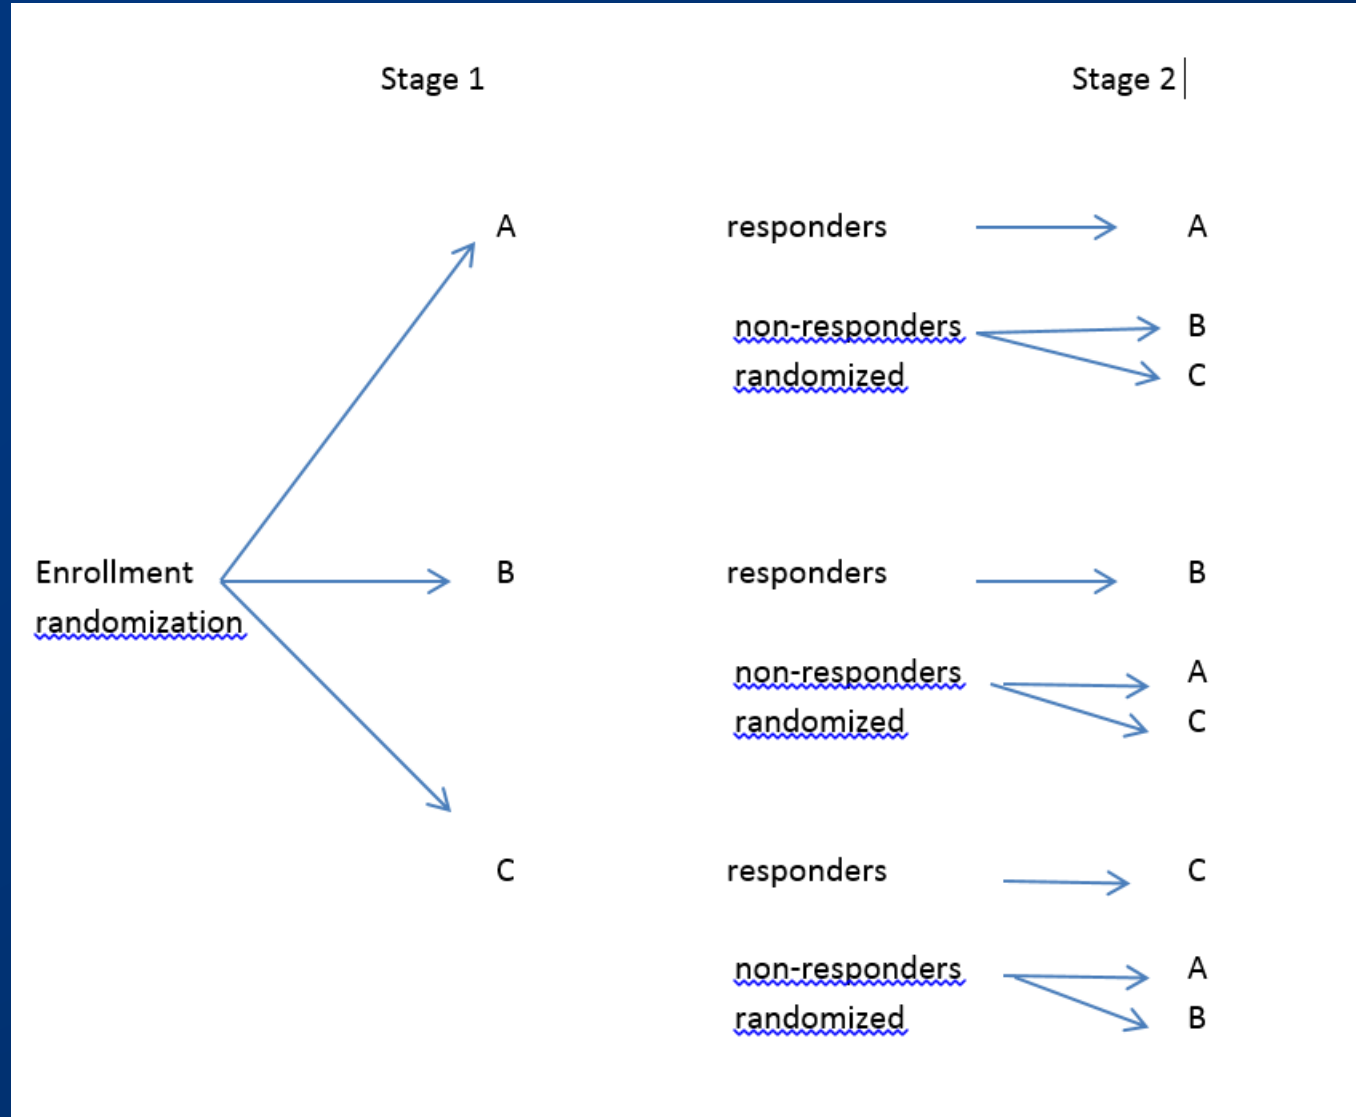 Stage 1 Stage 2
A responders A
non-responders B
randomized C
Enrollment B responders B
randomization
non-responders A
randomized C
C responders C
non-responders A
randomized B